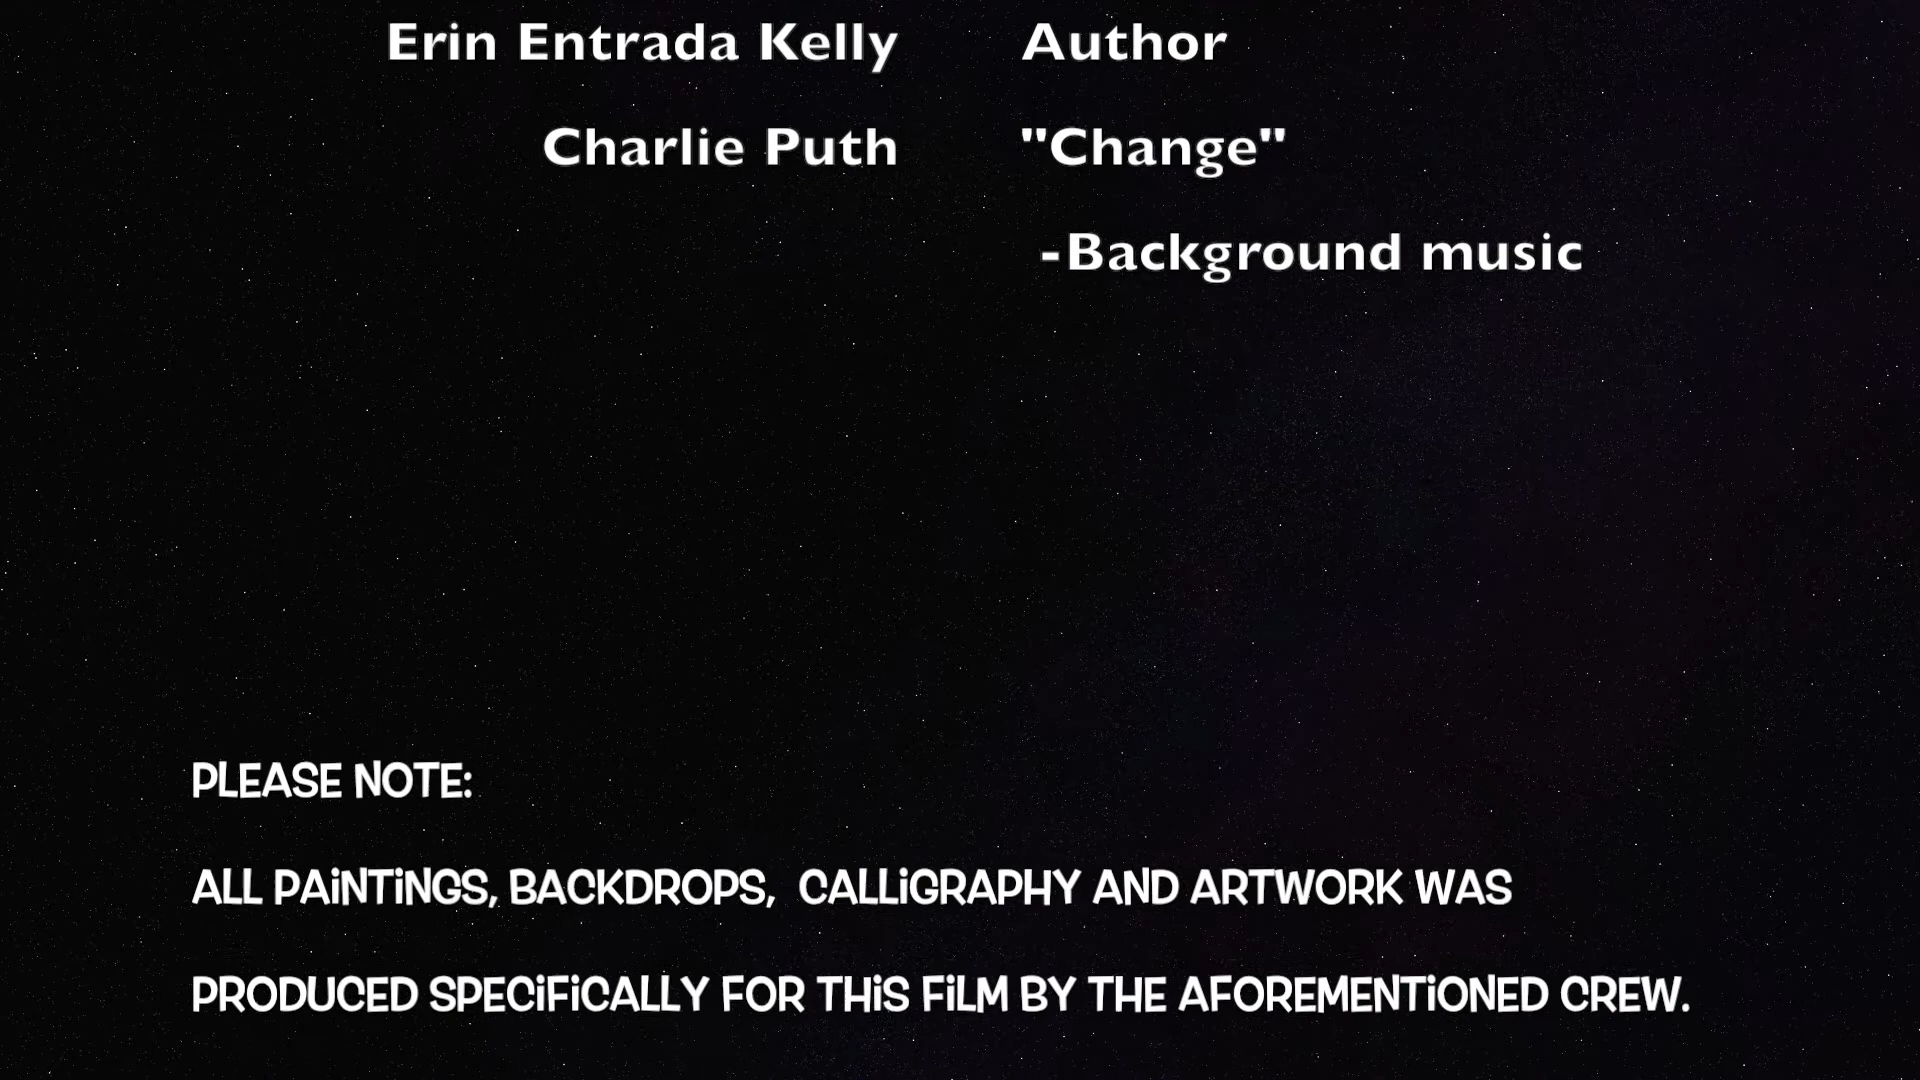 Erin Entrada Kelly Author
Charlie Puth "Change"
-Background music
PLEASE NOTE:
ALL PAiNTiNGS, BACKDROPS, CALLiGRAPHY AND ARTWORK WAS
PRODUCED SPECiFiCALLY FOR THiS FiLM BY THE AFOREMENTiONED CREW.